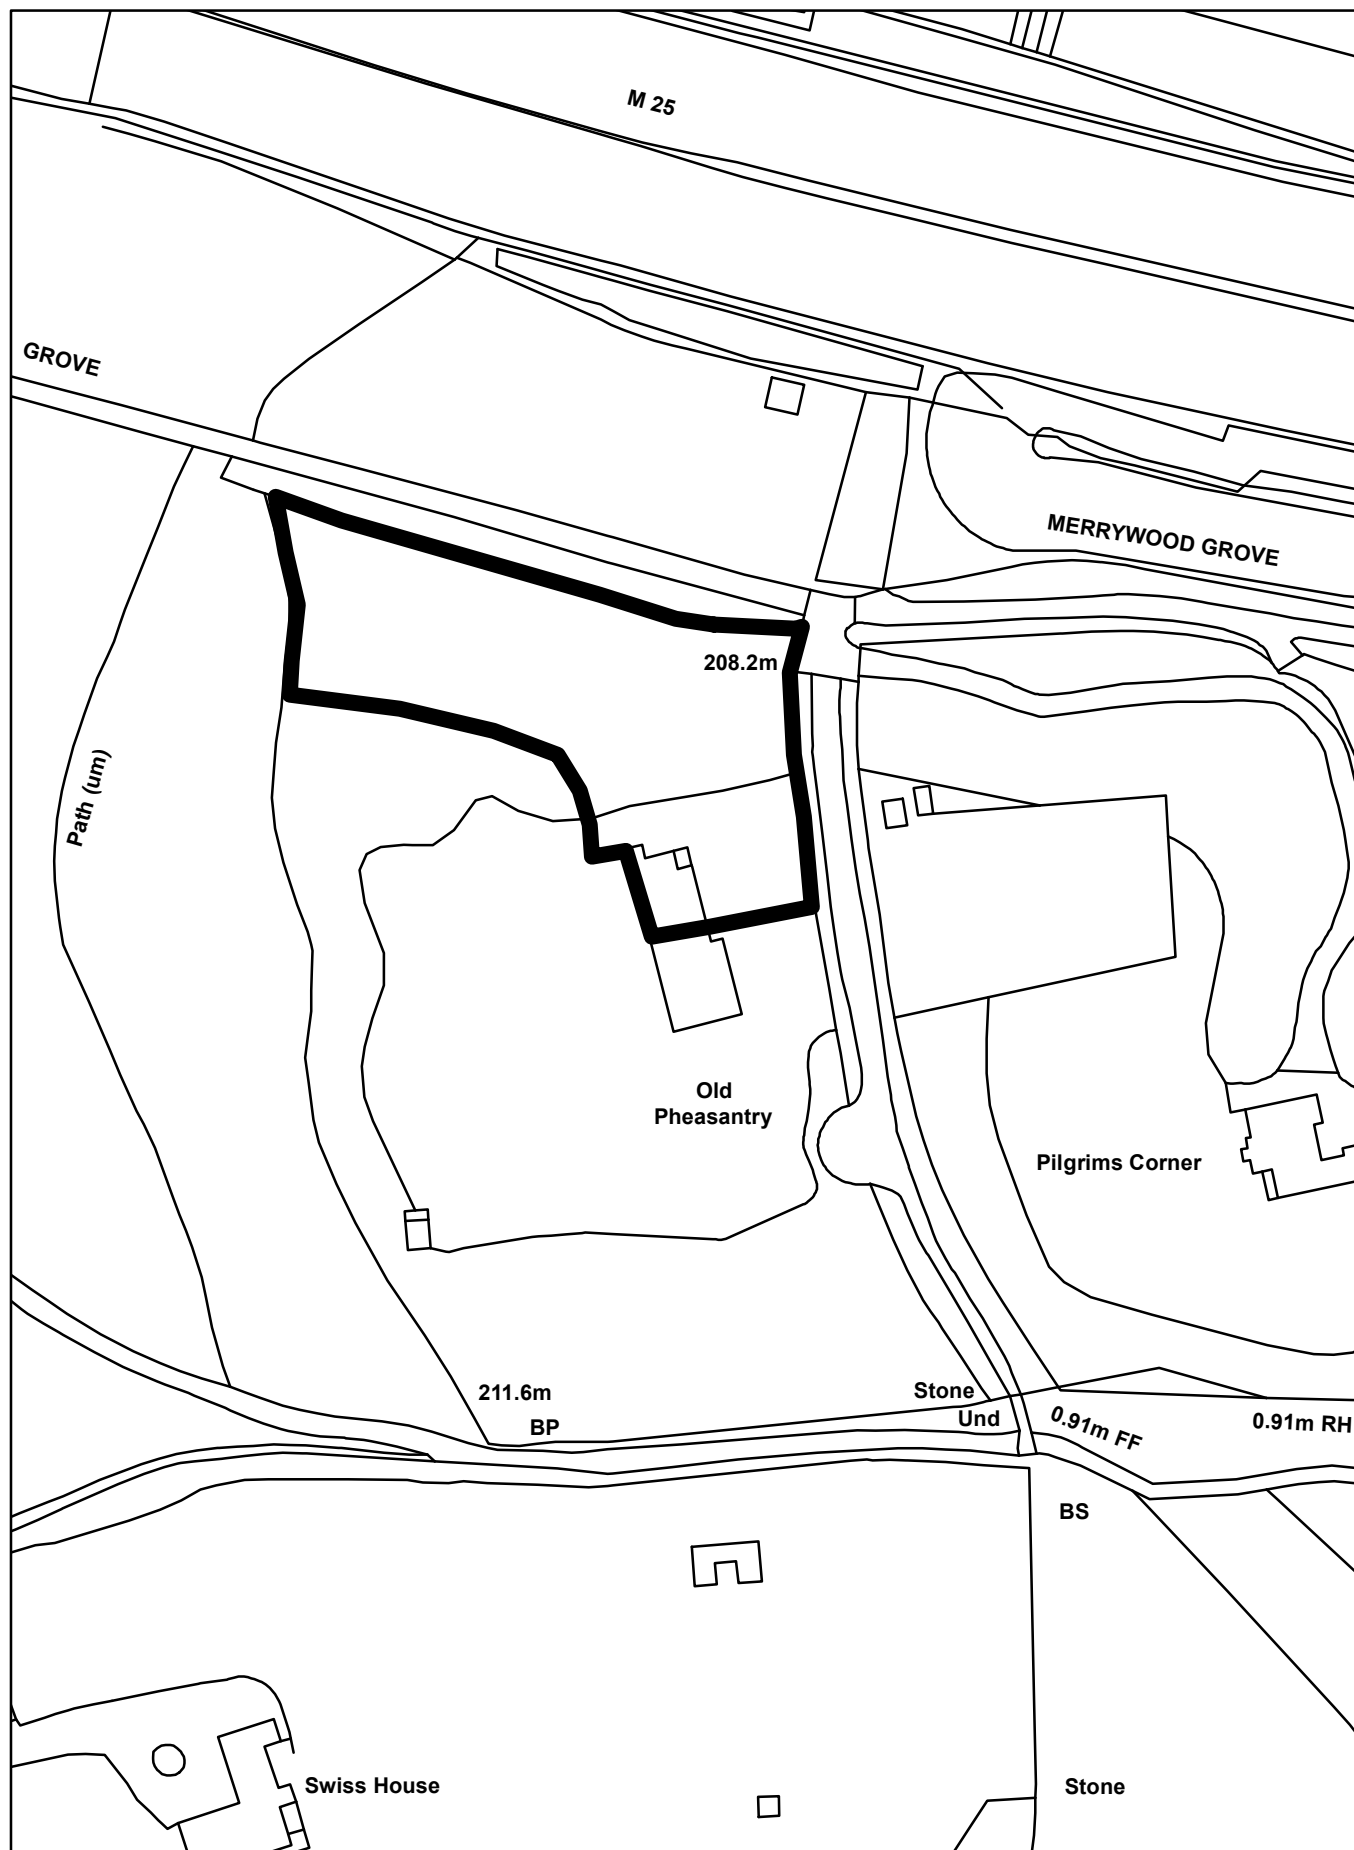 M 25
GROVE
MERRYWOOD GROVE
208.2m
Path (um)
Old
Pheasantry
Pilgrims Corner
211.6m
BP
Stone
Und
0.91m FF
0.91m RH
BS
Swiss House
Stone